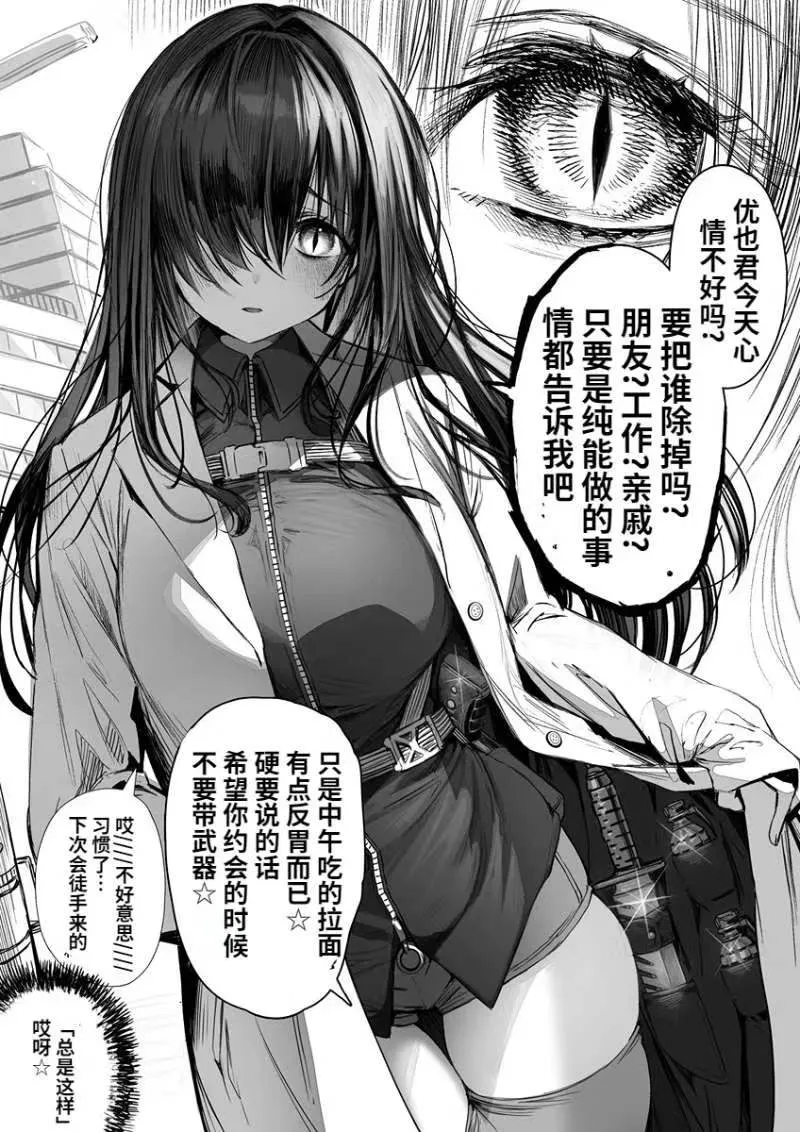 优也君今天心
情不好吗?
要把谁除掉吗?
朋友?工作?亲戚?
只要是纯能做的事
情都告诉我吧
只是中午吃的拉面
有点反胃而已☆
硬要说的话
希望你约会的时候
不要带武器☆
哎////不好意思////
习惯了…
下次会徒手来的
「总是这样」
哎呀☆